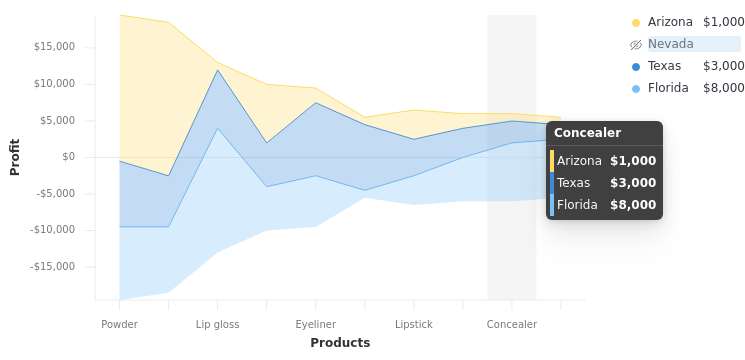 Arizona $1,000
Nevada
Texas $3,000
Florida $8,000
$15,000
$10,000
$5,000
$0
-$5,000
-$10,000
-$15,000
Profit
Concealer
Arizona $1,000
Texas $3,000
Florida $8,000
Powder Lip gloss Eyeliner Lipstick Concealer
Products